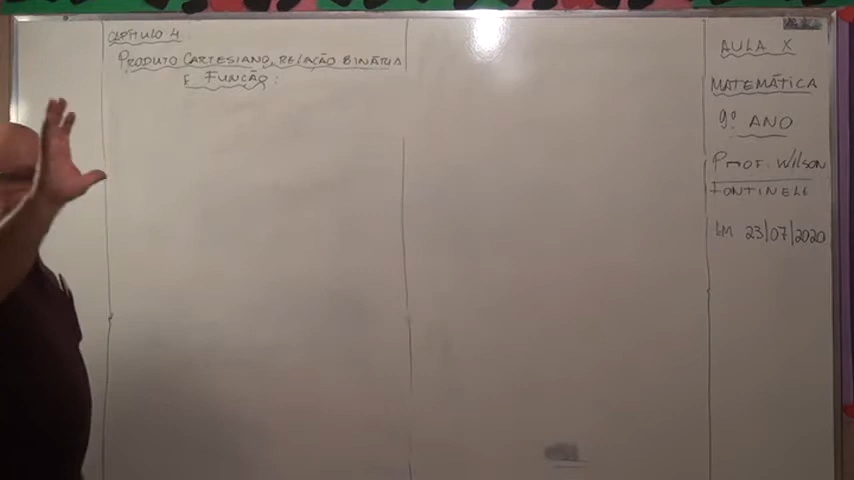 CAPÍTULO 4
PRODUTO CARTESIANO, RELAÇÃO BINÁRIA
E FUNÇÃO:
AULA X
MATEMÁTICA
9º ANO
PROF. WILSON
FONTINELE
EM 23/07/2020